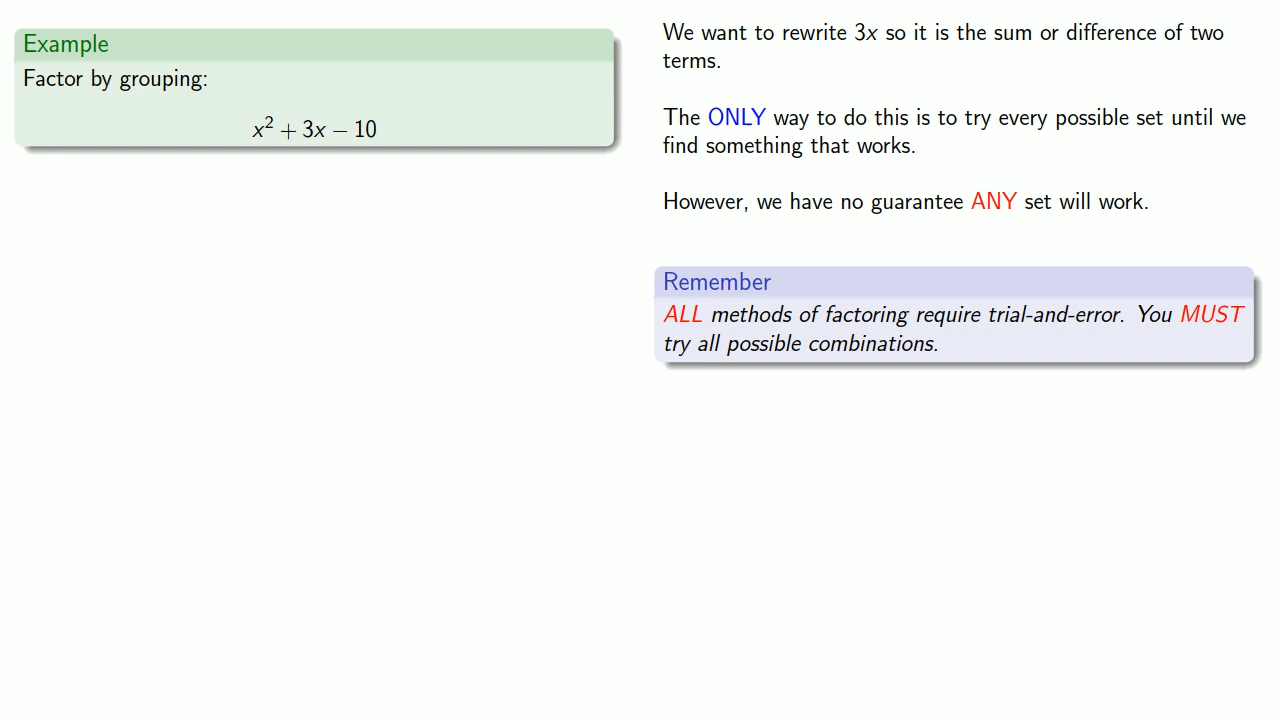 Example
Factor by grouping:
x² + 3x − 10
We want to rewrite 3x so it is the sum or difference of two
terms.
The ONLY way to do this is to try every possible set until we
find something that works.
However, we have no guarantee ANY set will work.
Remember
ALL methods of factoring require trial-and-error. You MUST
try all possible combinations.